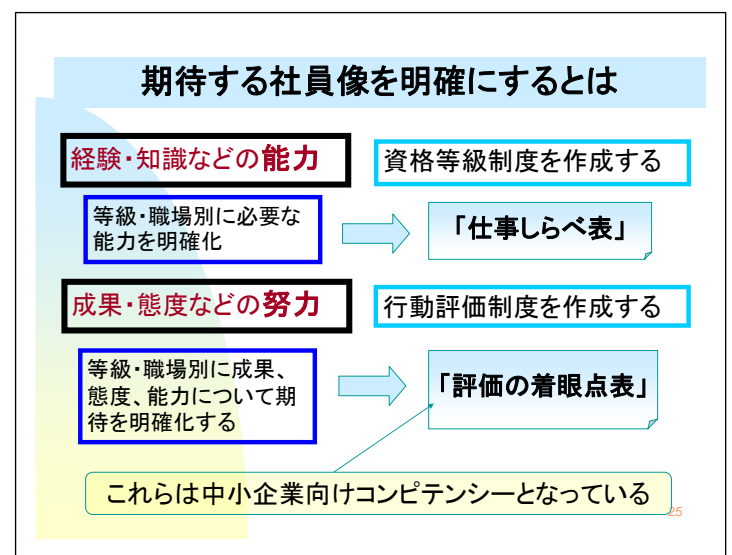 期待する社員像を明確にするとは
経験・知識などの能力
資格等級制度を作成する
等級・職場別に必要な
能力を明確化
「仕事しらべ表」
成果・態度などの努力
行動評価制度を作成する
等級・職場別に成果、
態度、能力について期
待を明確化する
「評価の着眼点表」
これらは中小企業向けコンピテンシーとなっている
25